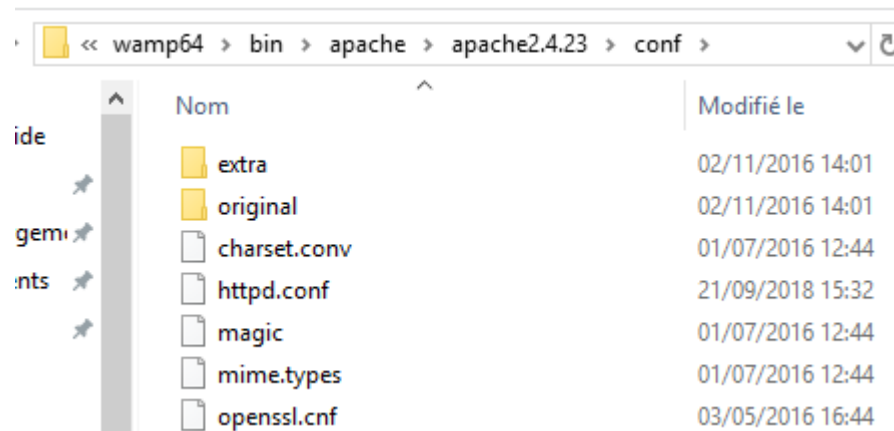 « wamp64 > bin > apache > apache2.4.23 > conf >
Nom Modifié le
ide
extra 02/11/2016 14:01
original 02/11/2016 14:01
gem
charset.conv 01/07/2016 12:44
nts
httpd.conf 21/09/2018 15:32
magic 01/07/2016 12:44
mime.types 01/07/2016 12:44
openssl.cnf 03/05/2016 16:44